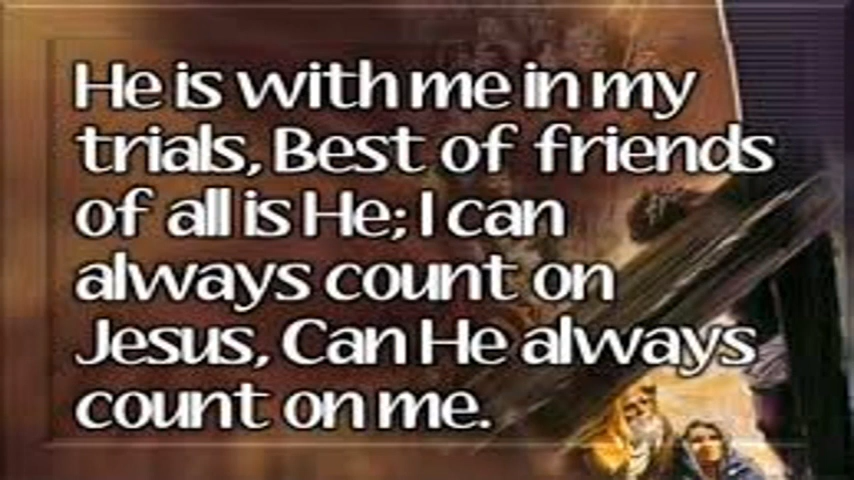 He is with me in my
trials, Best of friends
of all is He; I can
always count on
Jesus, Can He always
count on me.